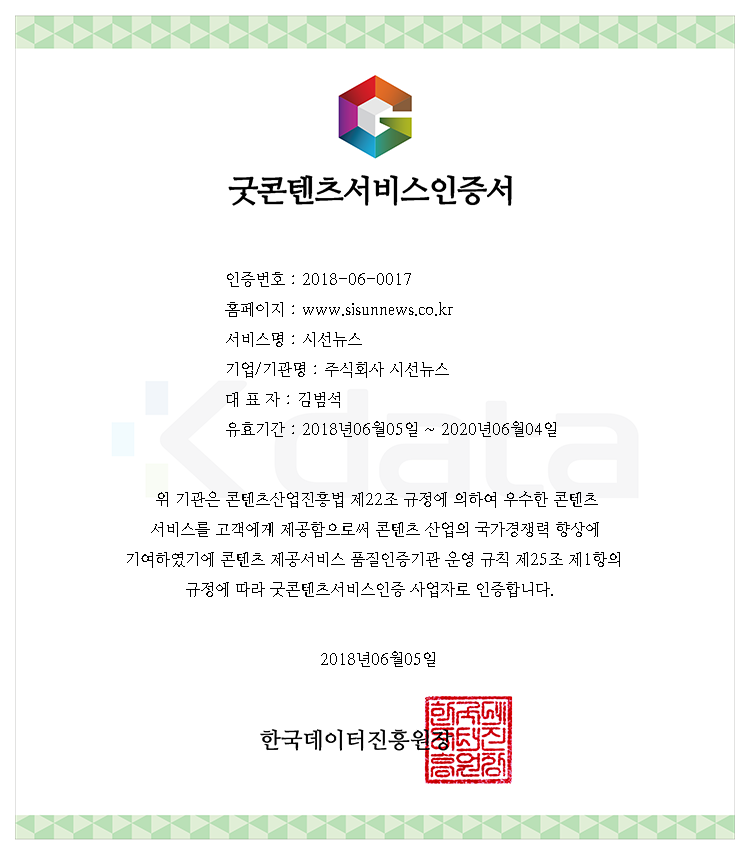 굿콘텐츠서비스인증서
인증번호 : 2018-06-0017
홈페이지 : www.sisunnews.co.kr
서비스명 : 시선뉴스
기업/기관명 : 주식회사 시선뉴스
대 표 자 : 김범석
유효기간 : 2018년06월05일 ~ 2020년06월04일
Kdata
위 기관은 콘텐츠산업진흥법 제22조 규정에 의하여 우수한 콘텐츠
서비스를 고객에게 제공함으로써 콘텐츠 산업의 국가경쟁력 향상에
기여하였기에 콘텐츠 제공서비스 품질인증기관 운영 규칙 제25조 제1항의
규정에 따라 굿콘텐츠서비스인증 사업자로 인증합니다.
2018년06월05일
한국데이터진흥원장